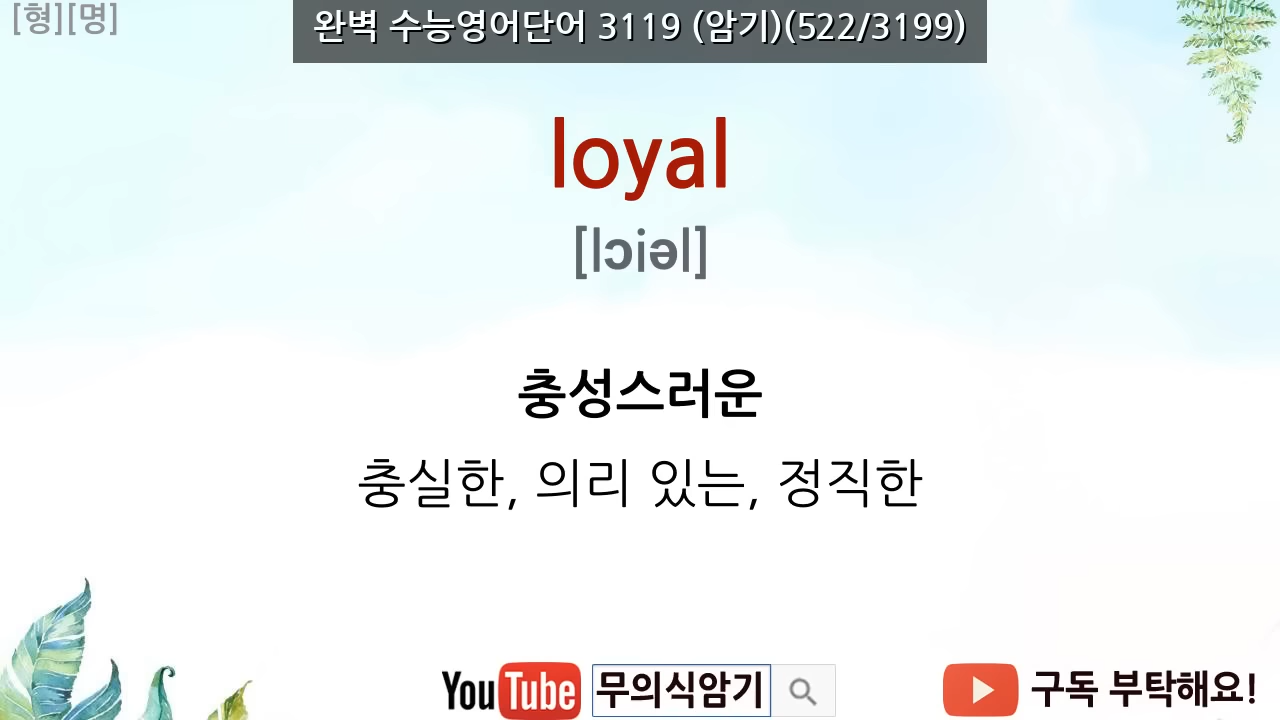 [형][명]
완벽 수능영어단어 3119 (암기)(522/3199)
loyal
[lɔiəl]
충성스러운
충실한, 의리 있는, 정직한
YouTube 무의식암기
구독 부탁해요!